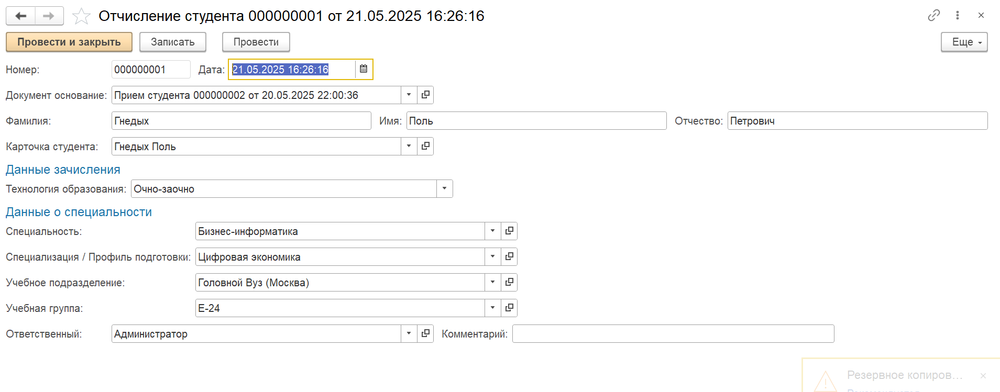 Отчисление студента 000000001 от 21.05.2025 16:26:16
Провести и закрыть Записать Провести Еще
Номер: 000000001 Дата: 21.05.2025 16:26:16
Документ основание: Прием студента 000000002 от 20.05.2025 22:00:36
Фамилия: Гнедых Имя: Поль Отчество: Петрович
Карточка студента: Гнедых Поль
Данные зачисления
Технология образования: Очно-заочно
Данные о специальности
Специальность: Бизнес-информатика
Специализация / Профиль подготовки: Цифровая экономика
Учебное подразделение: Головной Вуз (Москва)
Учебная группа: Е-24
Ответственный: Администратор Комментарий:
Резервное копиров...